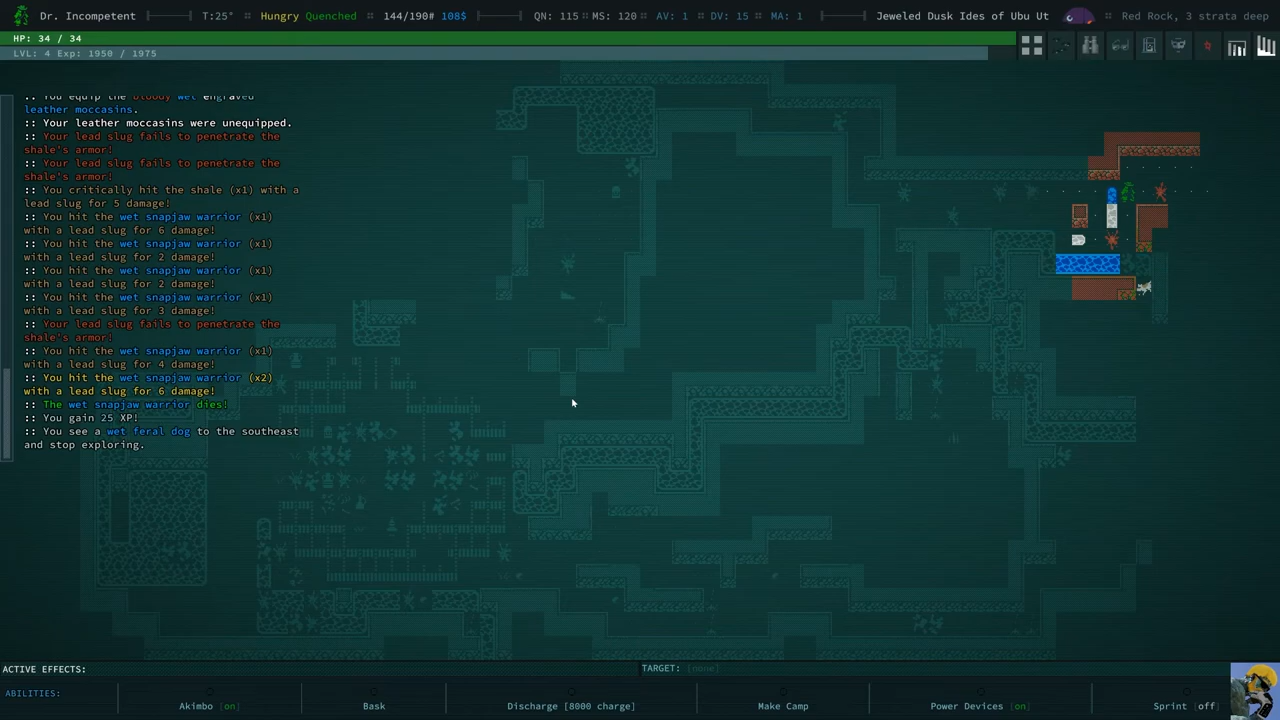 Dr. Incompetent T:25° Hungry Quenched 144/190# 108$ QN: 115 MS: 120 AV: 1 DV: 15 MA: 1 Jeweled Dusk Ides of Ubu Ut Red Rock, 3 strata deep
HP: 34 / 34
LVL: 4 Exp: 1950 / 1975
:: You equip the bloody wet engraved
leather moccasins.
:: Your leather moccasins were unequipped.
:: Your lead slug fails to penetrate the
shale's armor!
:: Your lead slug fails to penetrate the
shale's armor!
:: You critically hit the shale (x1) with a
lead slug for 5 damage!
:: You hit the wet snapjaw warrior (x1)
with a lead slug for 6 damage!
:: You hit the wet snapjaw warrior (x1)
with a lead slug for 2 damage!
:: You hit the wet snapjaw warrior (x1)
with a lead slug for 2 damage!
:: You hit the wet snapjaw warrior (x1)
with a lead slug for 3 damage!
:: Your lead slug fails to penetrate the
shale's armor!
:: You hit the wet snapjaw warrior (x1)
with a lead slug for 4 damage!
:: You hit the wet snapjaw warrior (x2)
with a lead slug for 6 damage!
:: The wet snapjaw warrior dies!
:: You gain 25 XP!
:: You see a wet feral dog to the southeast
and stop exploring.
ACTIVE EFFECTS: TARGET: [none]
ABILITIES: Akimbo [on] Bask Discharge [8000 charge] Make Camp Power Devices [on] Sprint [off]